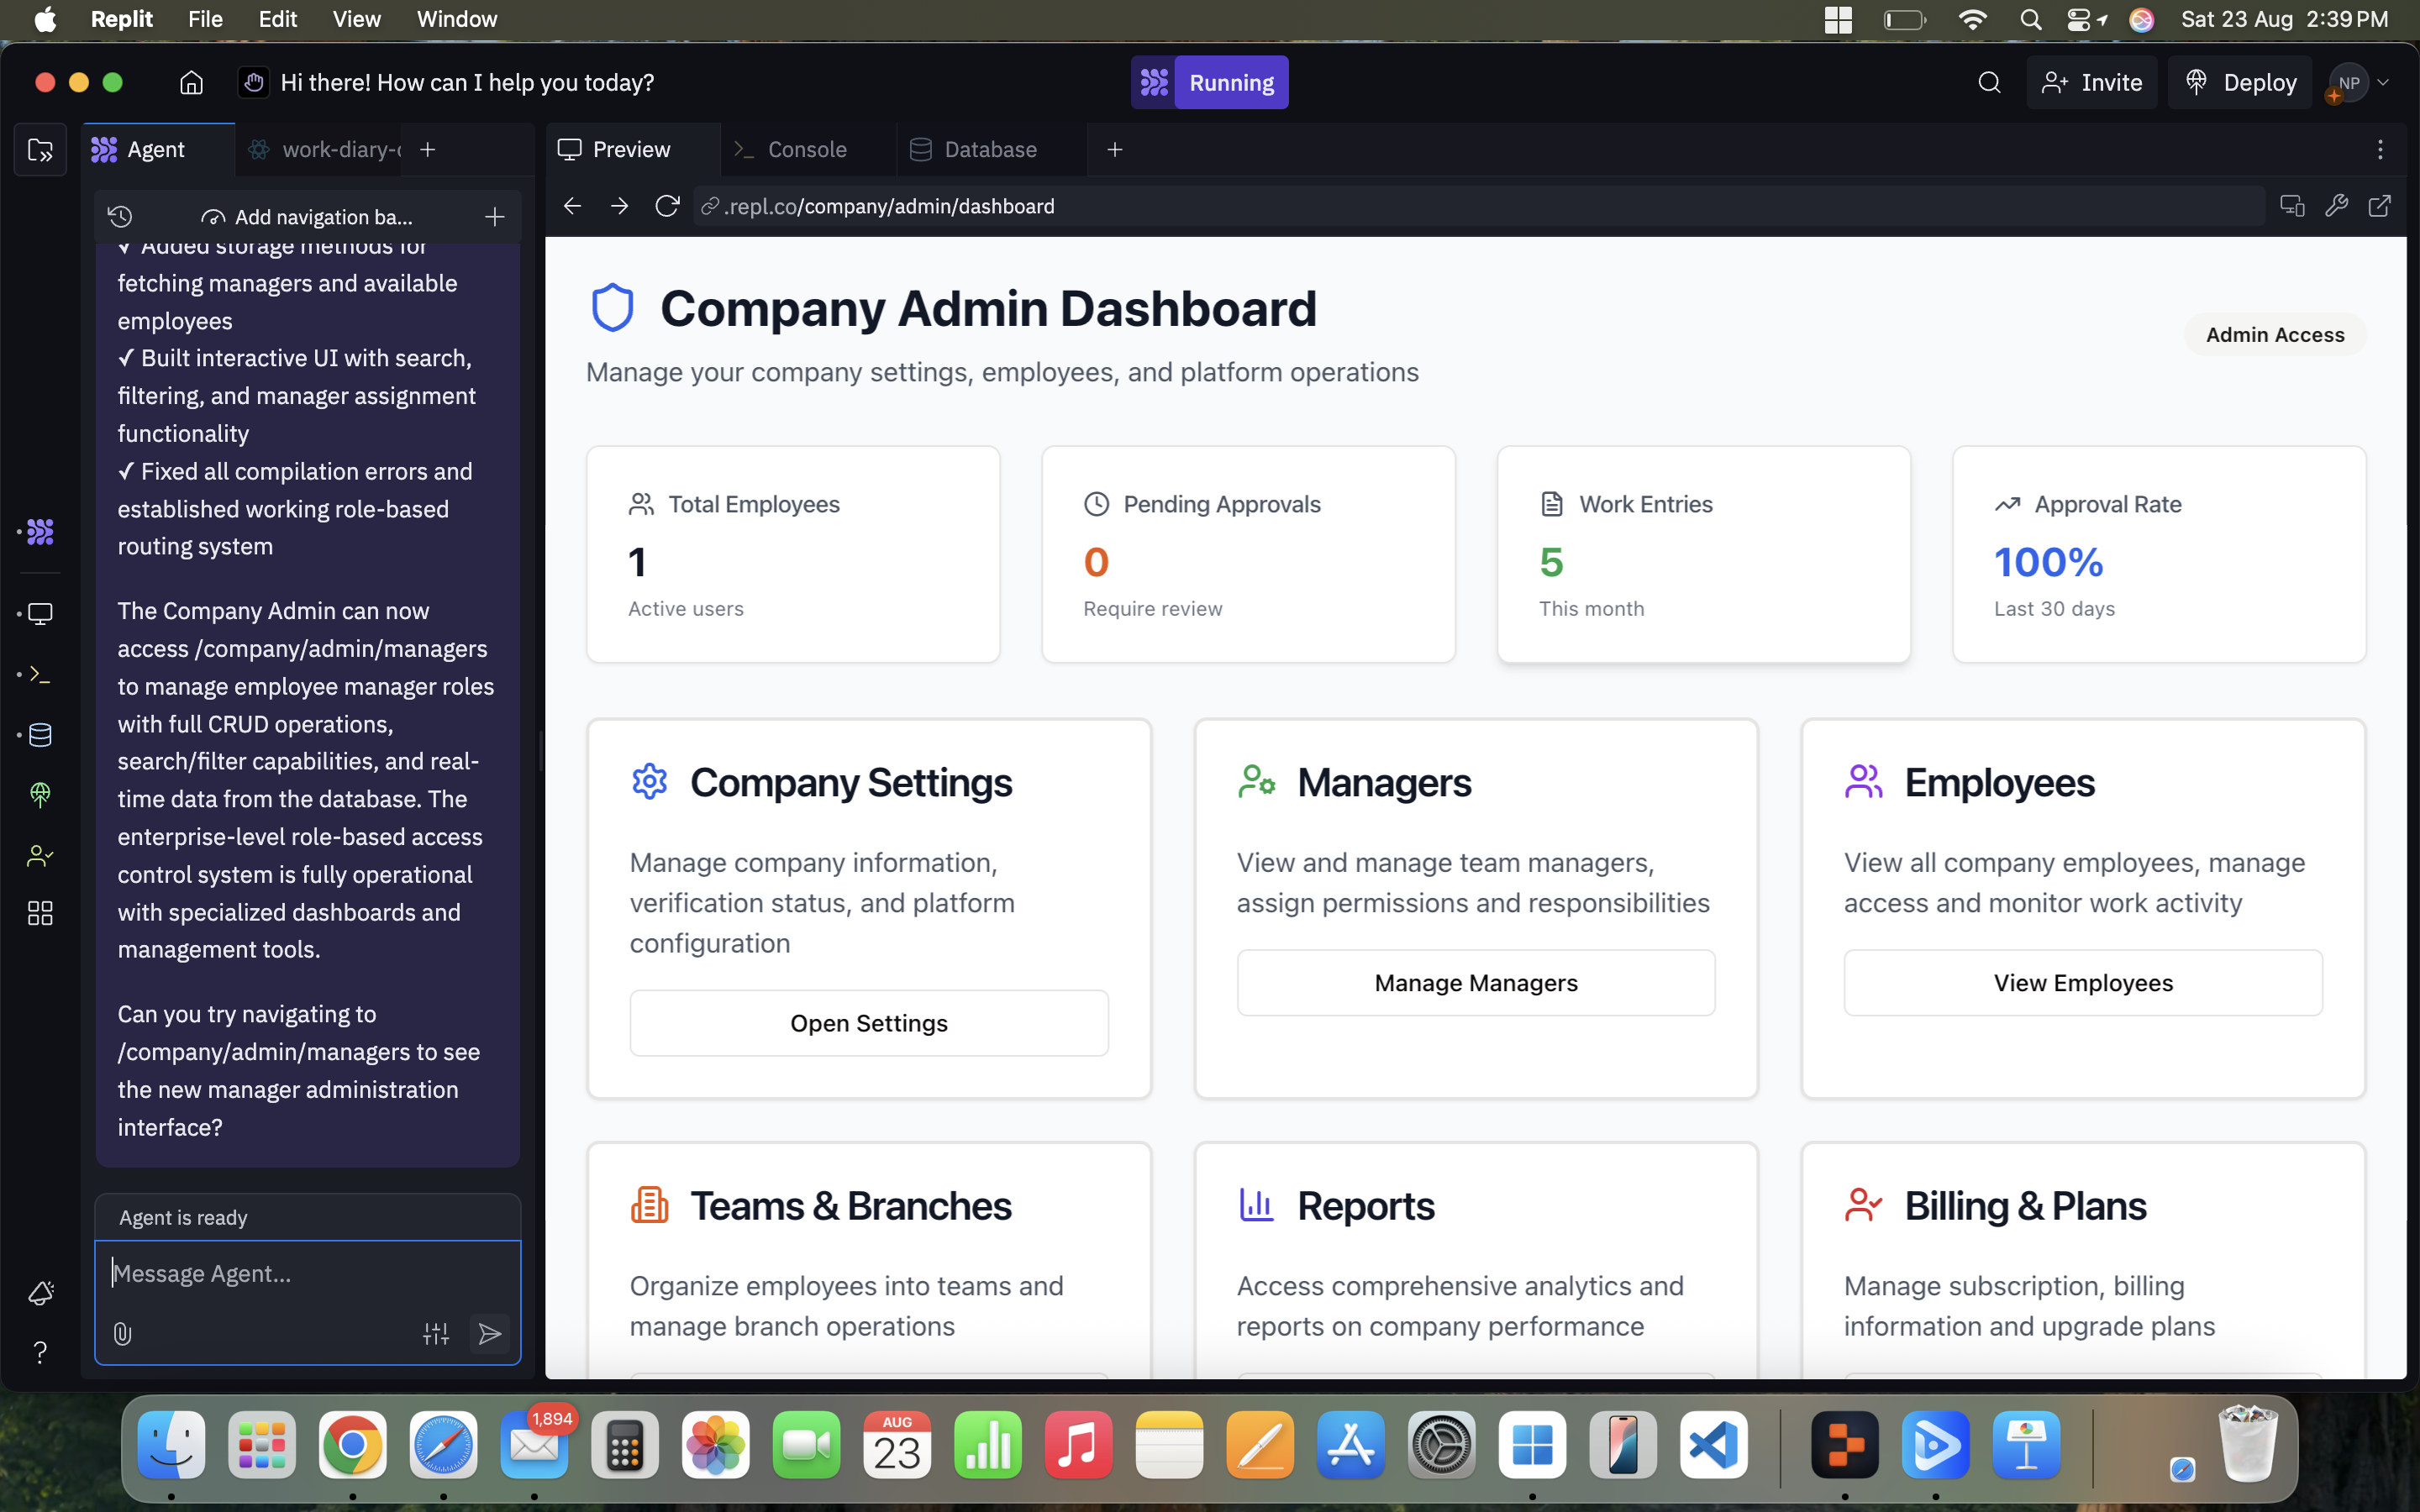 Replit File Edit View Window
Sat 23 Aug 2:39 PM
Hi there! How can I help you today?
Running
Invite
Deploy
NP
Agent
work-diary-
Preview
Console
Database
Add navigation ba...
.repl.co/company/admin/dashboard
✓ Added storage methods for
fetching managers and available
employees
✓ Built interactive UI with search,
filtering, and manager assignment
functionality
✓ Fixed all compilation errors and
established working role-based
routing system
The Company Admin can now
access /company/admin/managers
to manage employee manager roles
with full CRUD operations,
search/filter capabilities, and real-
time data from the database. The
enterprise-level role-based access
control system is fully operational
with specialized dashboards and
management tools.
Can you try navigating to
/company/admin/managers to see
the new manager administration
interface?
Agent is ready
Message Agent...
Company Admin Dashboard
Manage your company settings, employees, and platform operations
Admin Access
Total Employees
1
Active users
Pending Approvals
0
Require review
Work Entries
5
This month
Approval Rate
100%
Last 30 days
Company Settings
Manage company information,
verification status, and platform
configuration
Open Settings
Managers
View and manage team managers,
assign permissions and responsibilities
Manage Managers
Employees
View all company employees, manage
access and monitor work activity
View Employees
Teams & Branches
Organize employees into teams and
manage branch operations
Reports
Access comprehensive analytics and
reports on company performance
Billing & Plans
Manage subscription, billing
information and upgrade plans
1,894
AUG
23